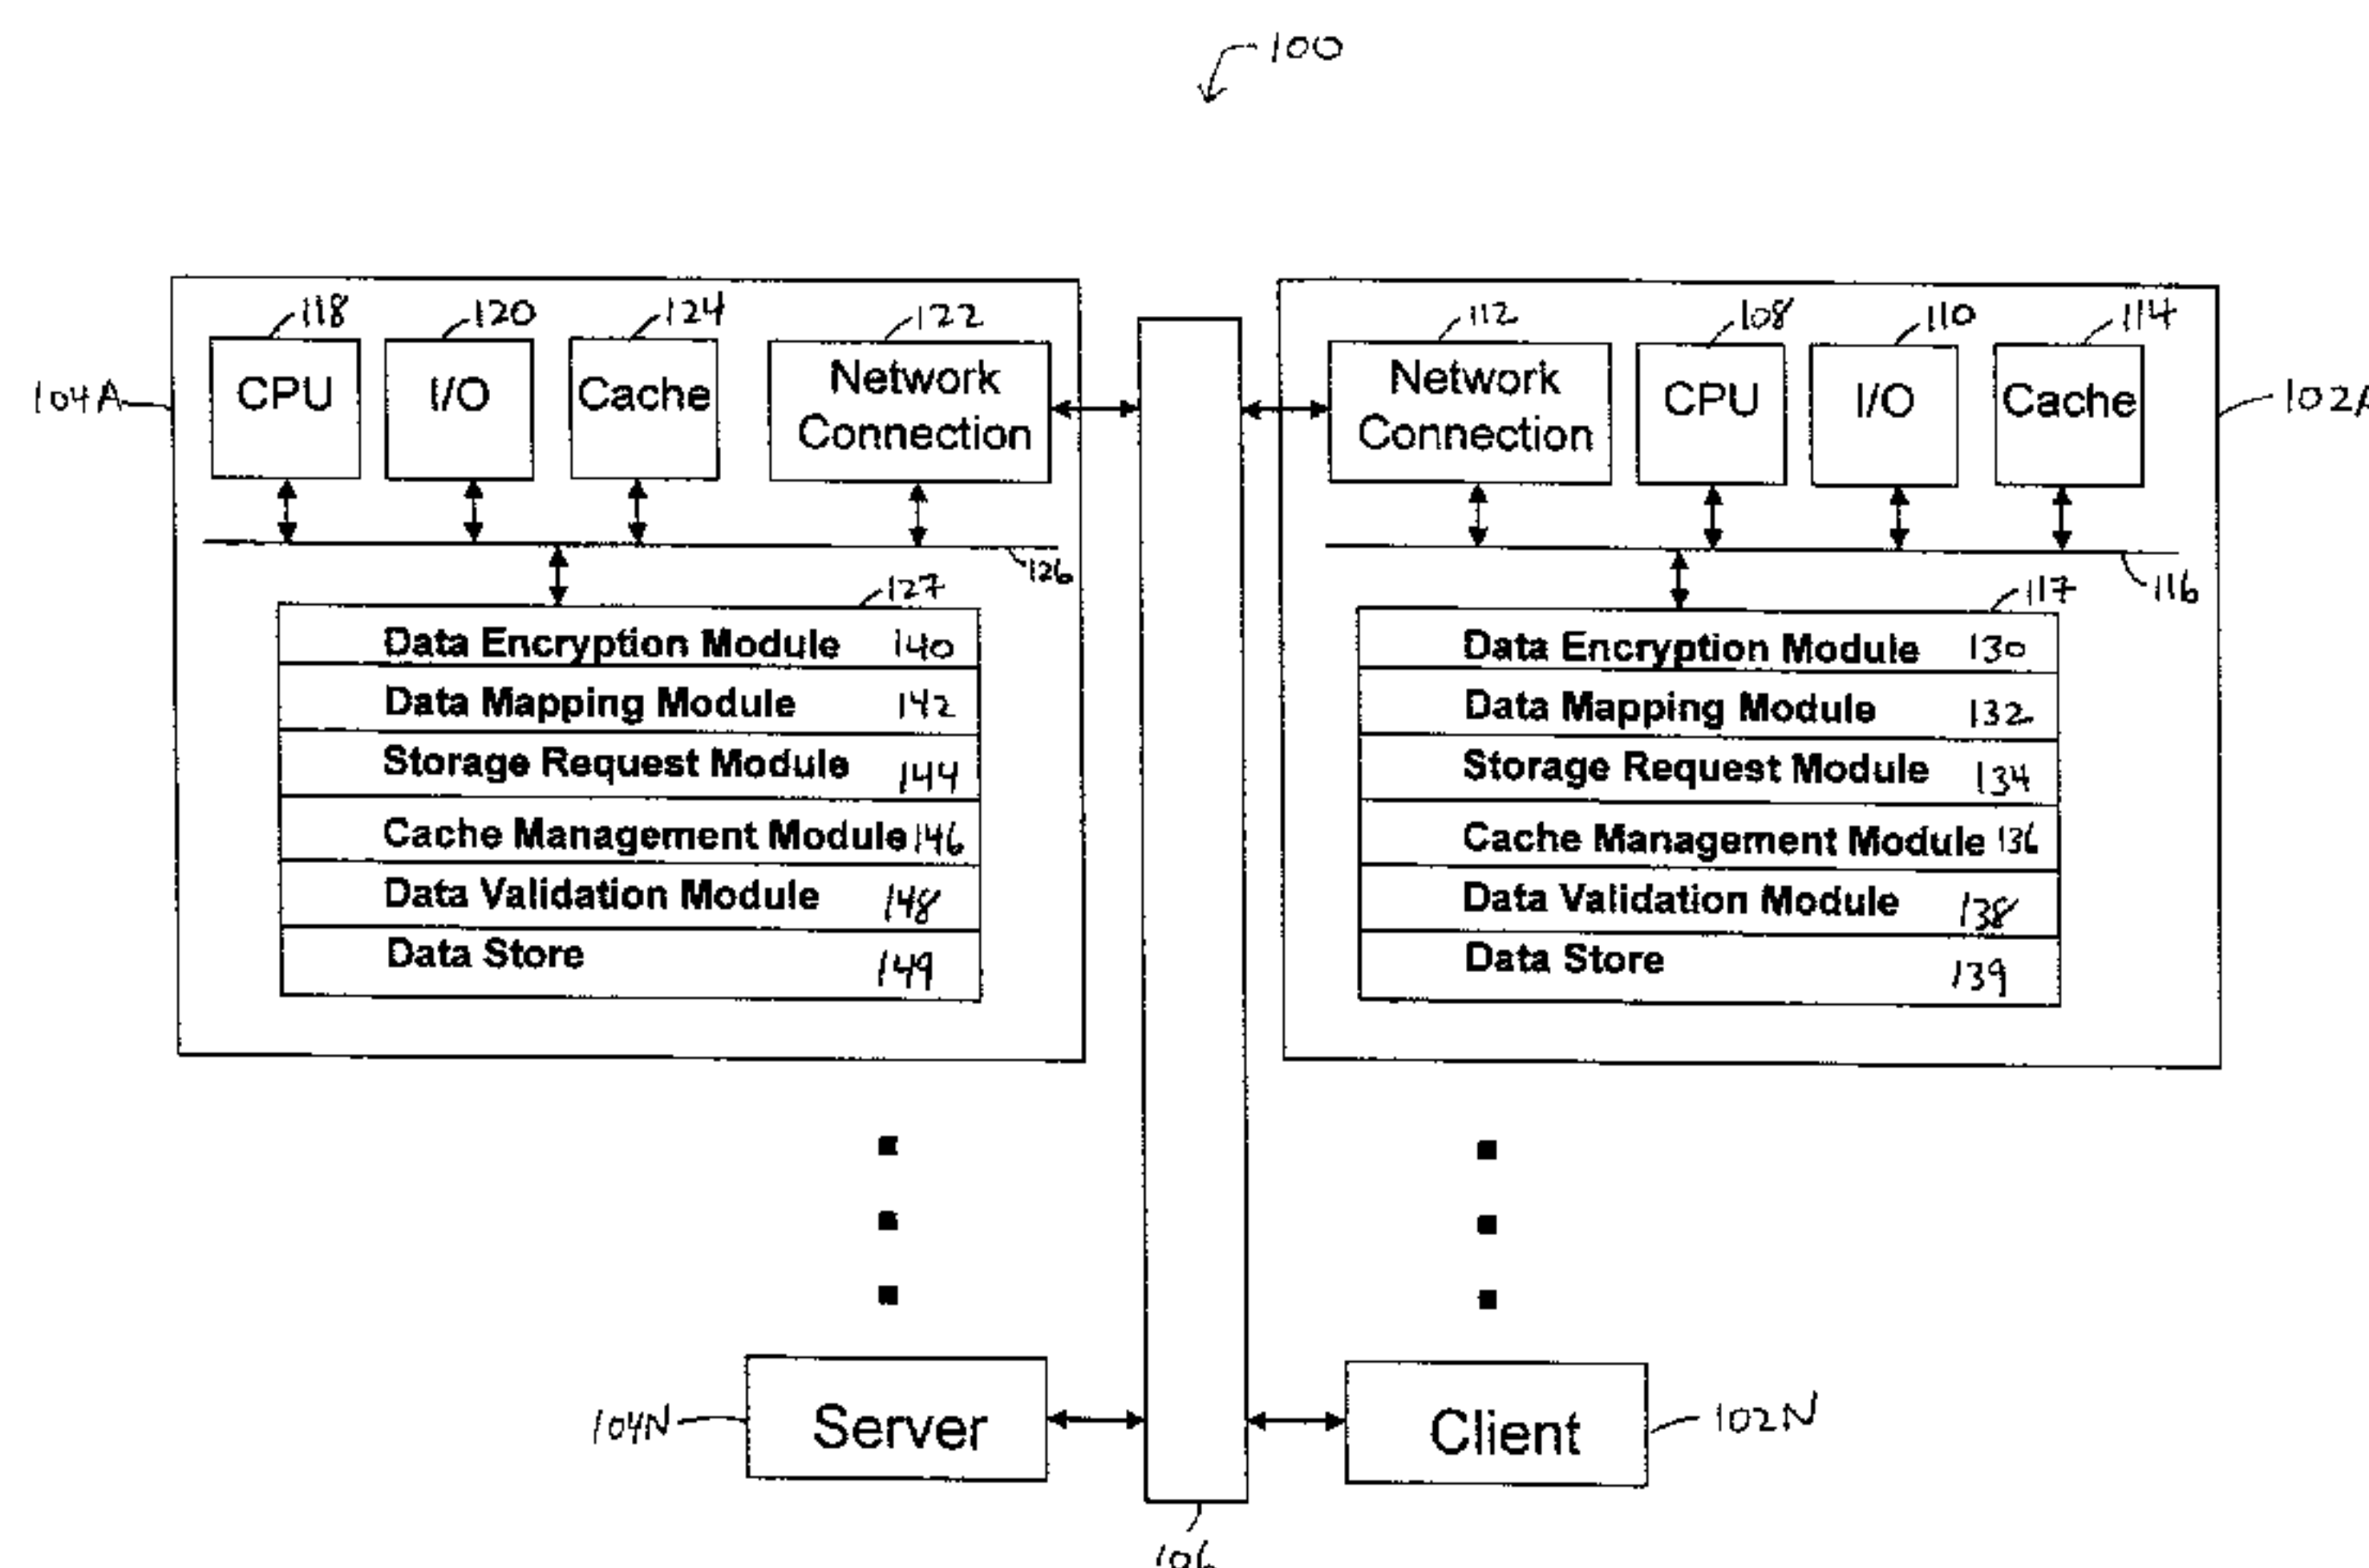 100
118
120
124
122
112
108
110
114
104A
CPU
I/O
Cache
Network
Connection
Network
Connection
CPU
I/O
Cache
126
116
127
117
Data Encryption Module 140
Data Mapping Module 142
Storage Request Module 144
Cache Management Module 146
Data Validation Module 148
Data Store 149
Data Encryption Module 130
Data Mapping Module 132
Storage Request Module 134
Cache Management Module 136
Data Validation Module 138
Data Store 139
104N
Server
Client
102N
106